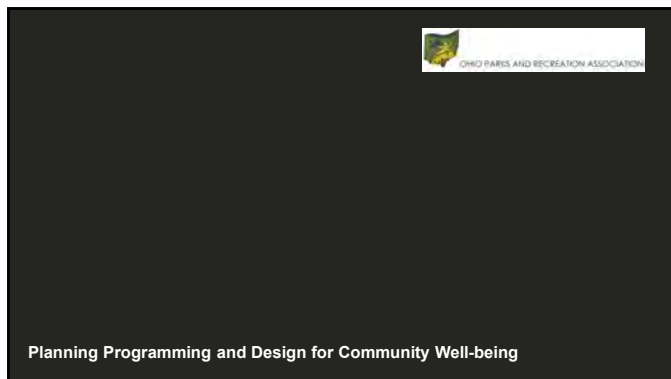 OHIO PARKS AND RECREATION ASSOCIATION
Planning Programming and Design for Community Well-being